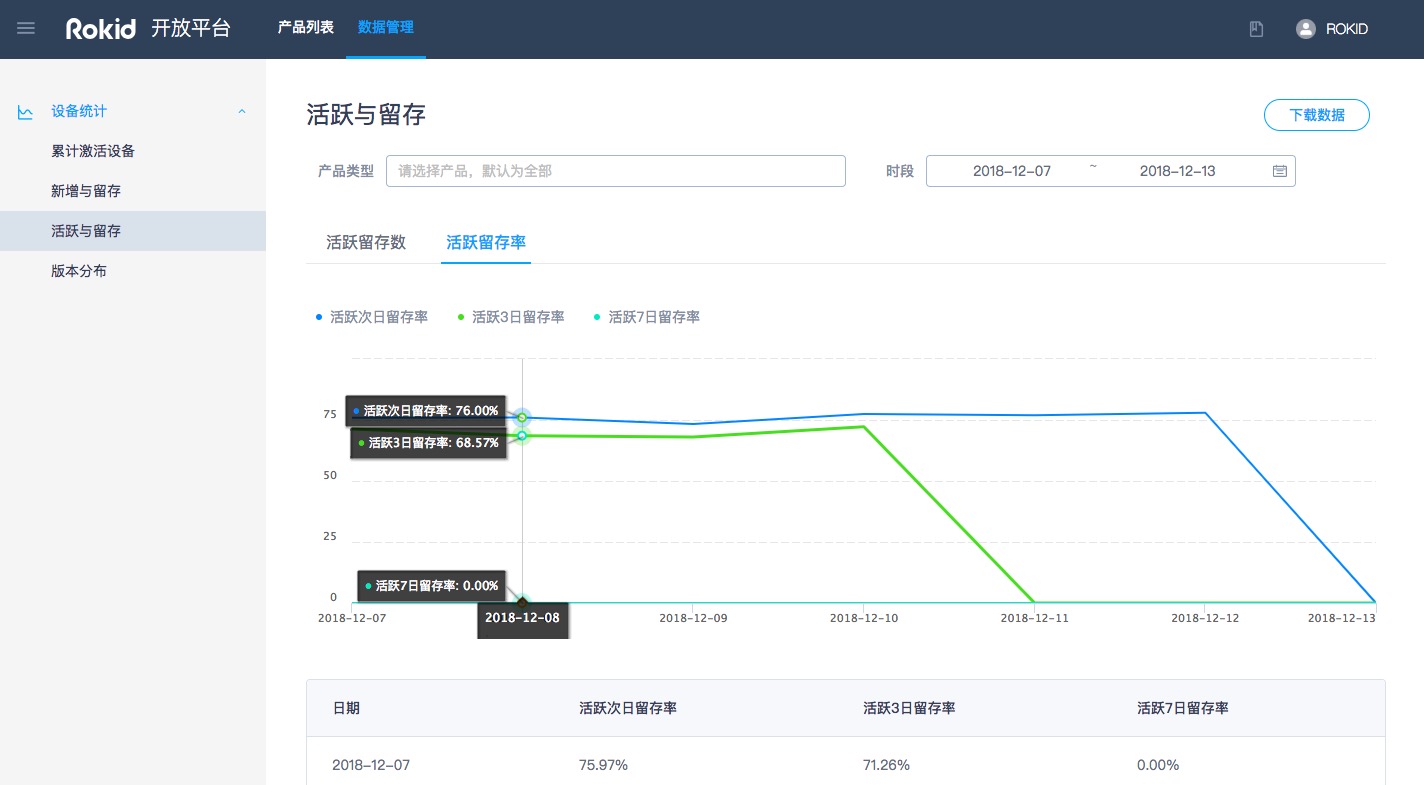 Rokid 开放平台 产品列表 数据管理 ROKID
设备统计
累计激活设备
新增与留存
活跃与留存
版本分布
活跃与留存 下载数据
产品类型 请选择产品，默认为全部 时段 2018-12-07 ~ 2018-12-13
活跃留存数 活跃留存率
活跃次日留存率 活跃3日留存率 活跃7日留存率
75
50
25
0
活跃次日留存率: 76.00%
活跃3日留存率: 68.57%
活跃7日留存率: 0.00%
2018-12-07 2018-12-08 2018-12-09 2018-12-10 2018-12-11 2018-12-12 2018-12-13
日期 活跃次日留存率 活跃3日留存率 活跃7日留存率
2018-12-07 75.97% 71.26% 0.00%